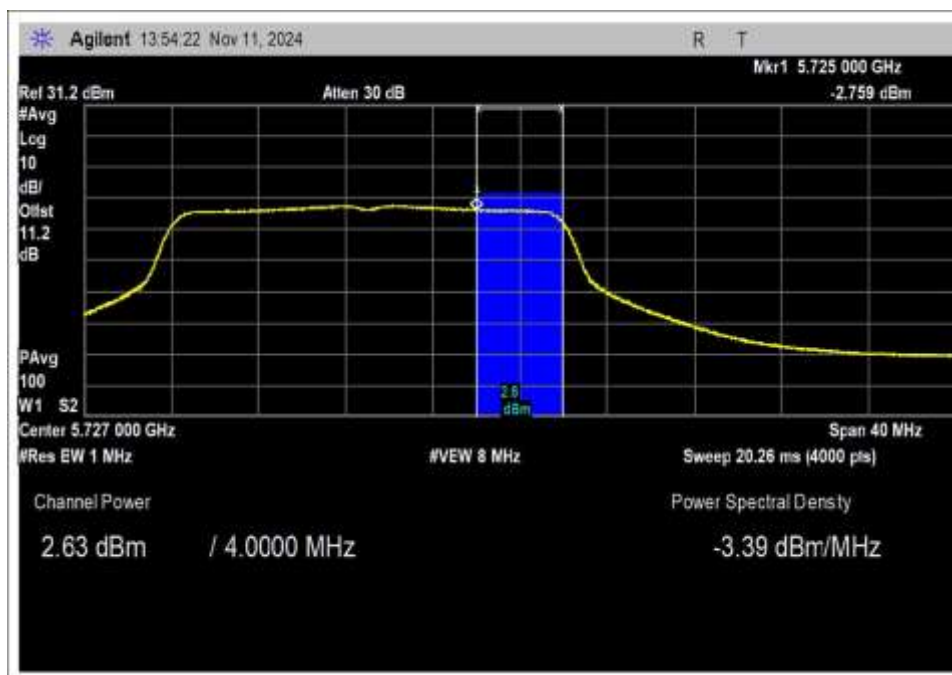 Agilent 13:54:22 Nov 11, 2024 R T
Mkr1 5.725 000 GHz
Ref 31.2 dBm Atten 30 dB -2.759 dBm
#Avg
Log
10
dB/
Offst
11.2
dB
1
PAvg
100
W1 S2
2.6
dBm
Center 5.727 000 GHz Span 40 MHz
#Res BW 1 MHz #VBW 8 MHz Sweep 20.26 ms (4000 pts)
Channel Power Power Spectral Density
2.63 dBm / 4.0000 MHz -3.39 dBm/MHz